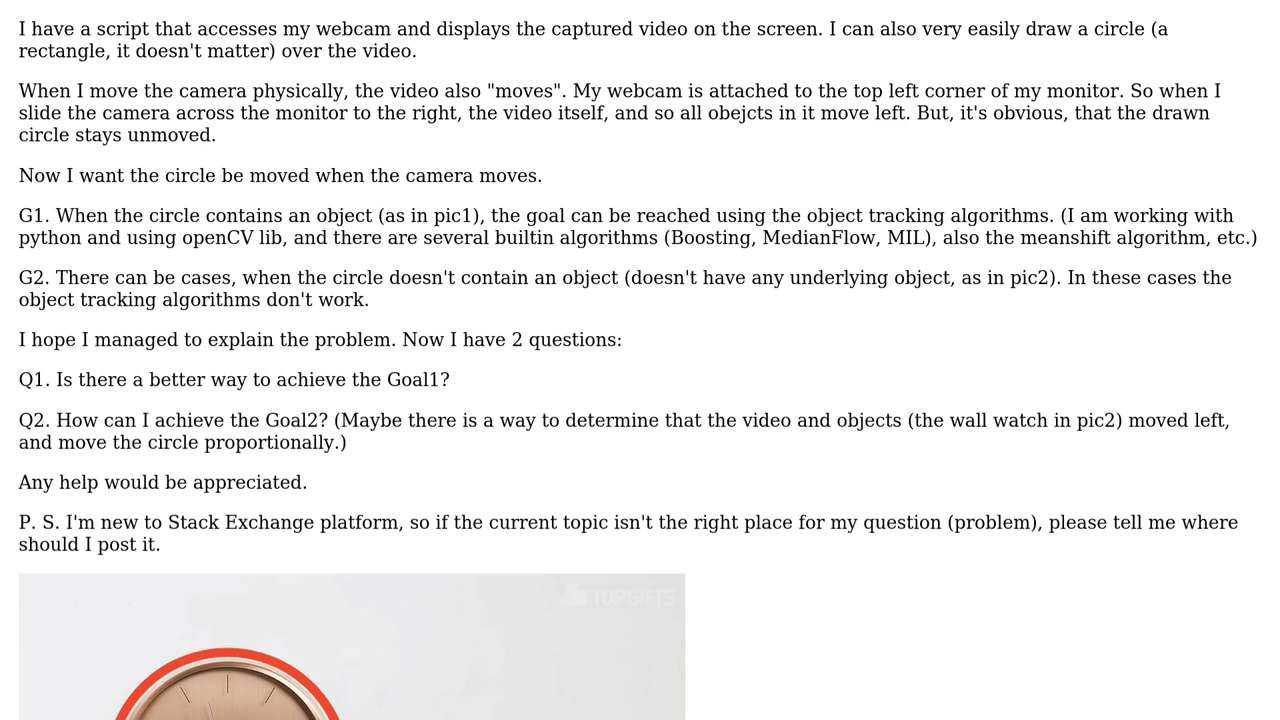 I have a script that accesses my webcam and displays the captured video on the screen. I can also very easily draw a circle (a
rectangle, it doesn't matter) over the video.
When I move the camera physically, the video also "moves". My webcam is attached to the top left corner of my monitor. So when I
slide the camera across the monitor to the right, the video itself, and so all obejcts in it move left. But, it's obvious, that the drawn
circle stays unmoved.
Now I want the circle be moved when the camera moves.
G1. When the circle contains an object (as in pic1), the goal can be reached using the object tracking algorithms. (I am working with
python and using openCV lib, and there are several builtin algorithms (Boosting, MedianFlow, MIL), also the meanshift algorithm, etc.)
G2. There can be cases, when the circle doesn't contain an object (doesn't have any underlying object, as in pic2). In these cases the
object tracking algorithms don't work.
I hope I managed to explain the problem. Now I have 2 questions:
Q1. Is there a better way to achieve the Goal1?
Q2. How can I achieve the Goal2? (Maybe there is a way to determine that the video and objects (the wall watch in pic2) moved left,
and move the circle proportionally.)
Any help would be appreciated.
P. S. I'm new to Stack Exchange platform, so if the current topic isn't the right place for my question (problem), please tell me where
should I post it.
TOPGIFTS